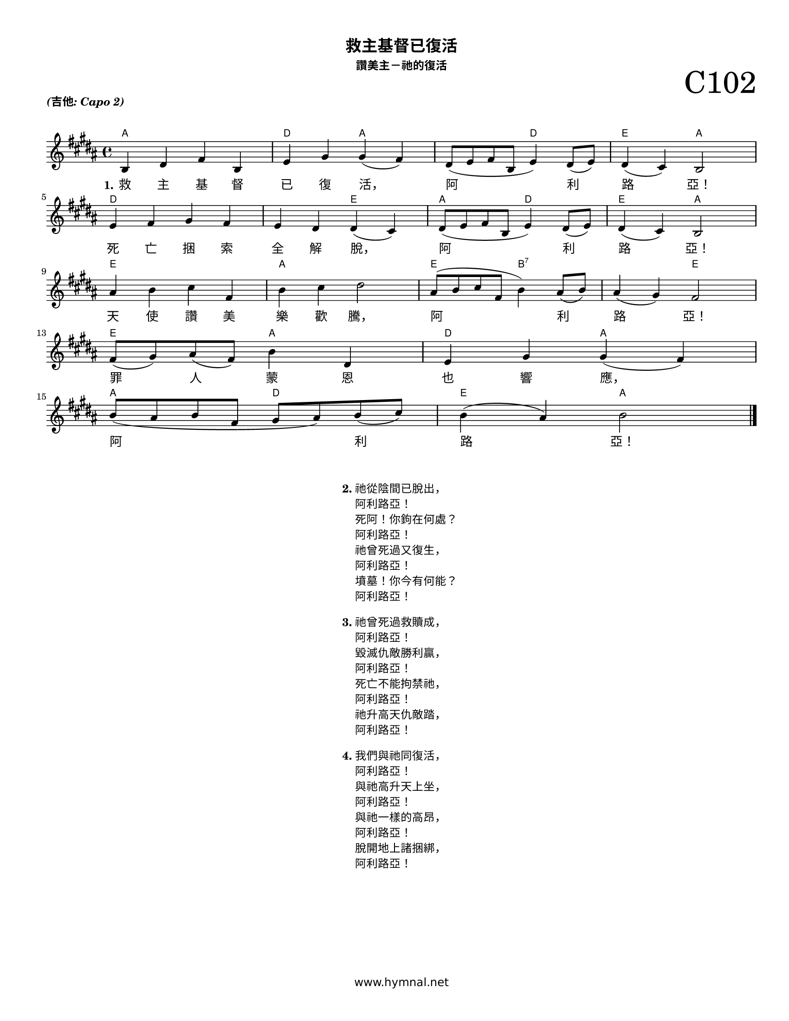 救主基督已復活
讚美主－祂的復活
C102
(吉他: Capo 2)
A D A D E A
1. 救 主 基 督 已 復 活， 阿 利 路 亞！
5 D E A D E A
死 亡 捆 索 全 解 脫， 阿 利 路 亞！
9 E A E B7 E
天 使 讚 美 樂 歡 騰， 阿 利 路 亞！
13 E A D A
罪 人 蒙 恩 也 響 應，
15 A D E A
阿 利 路 亞！
2. 祂從陰間已脫出，
阿利路亞！
死阿！你鉤在何處？
阿利路亞！
祂曾死過又復生，
阿利路亞！
墳墓！你今有何能？
阿利路亞！
3. 祂曾死過救贖成，
阿利路亞！
毀滅仇敵勝利贏，
阿利路亞！
死亡不能拘禁祂，
阿利路亞！
祂升高天仇敵踏，
阿利路亞！
4. 我們與祂同復活，
阿利路亞！
與祂高升天上坐，
阿利路亞！
與祂一樣的高昂，
阿利路亞！
脫開地上諸捆綁，
阿利路亞！
www.hymnal.net